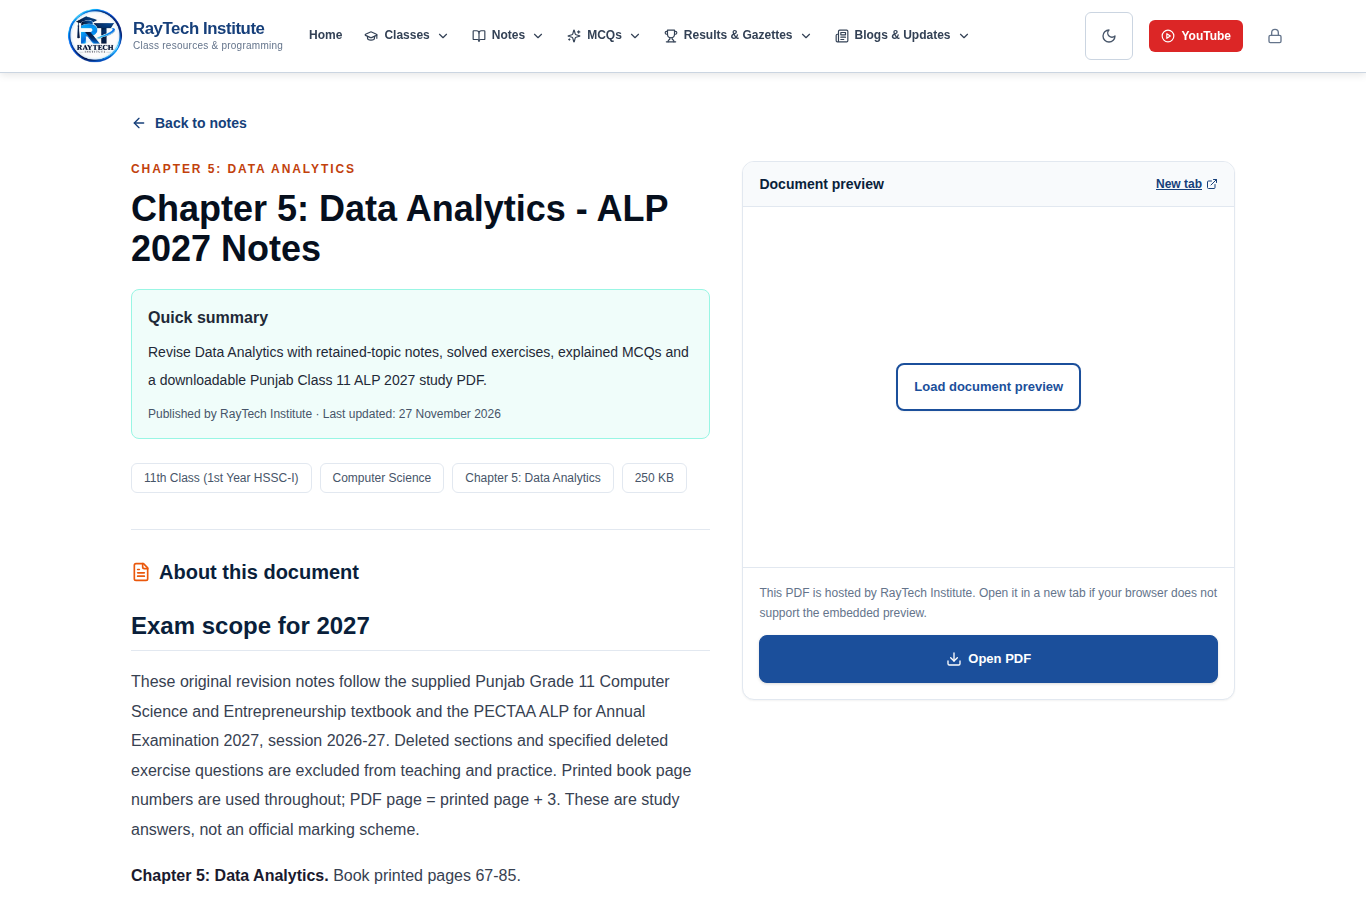 RT
RAYTECH
RayTech Institute
Class resources & programming
Home
Classes
Notes
MCQs
Results & Gazettes
Blogs & Updates
YouTube
Back to notes
CHAPTER 5: DATA ANALYTICS
Chapter 5: Data Analytics - ALP
2027 Notes
Quick summary
Revise Data Analytics with retained-topic notes, solved exercises, explained MCQs and
a downloadable Punjab Class 11 ALP 2027 study PDF.
Published by RayTech Institute · Last updated: 27 November 2026
11th Class (1st Year HSSC-I)
Computer Science
Chapter 5: Data Analytics
250 KB
About this document
Exam scope for 2027
These original revision notes follow the supplied Punjab Grade 11 Computer
Science and Entrepreneurship textbook and the PECTAA ALP for Annual
Examination 2027, session 2026-27. Deleted sections and specified deleted
exercise questions are excluded from teaching and practice. Printed book page
numbers are used throughout; PDF page = printed page + 3. These are study
answers, not an official marking scheme.
Chapter 5: Data Analytics. Book printed pages 67-85.
Document preview
New tab
Load document preview
This PDF is hosted by RayTech Institute. Open it in a new tab if your browser does not
support the embedded preview.
Open PDF